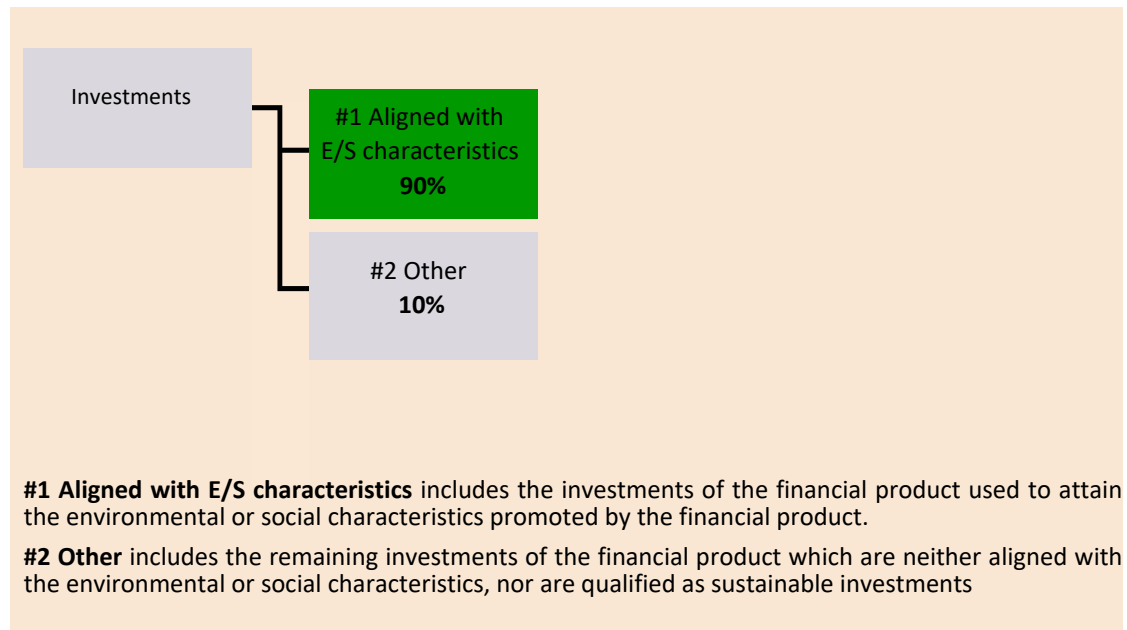 Investments
#1 Aligned with
E/S characteristics
90%
#2 Other
10%
#1 Aligned with E/S characteristics includes the investments of the financial product used to attain
the environmental or social characteristics promoted by the financial product.
#2 Other includes the remaining investments of the financial product which are neither aligned with
the environmental or social characteristics, nor are qualified as sustainable investments